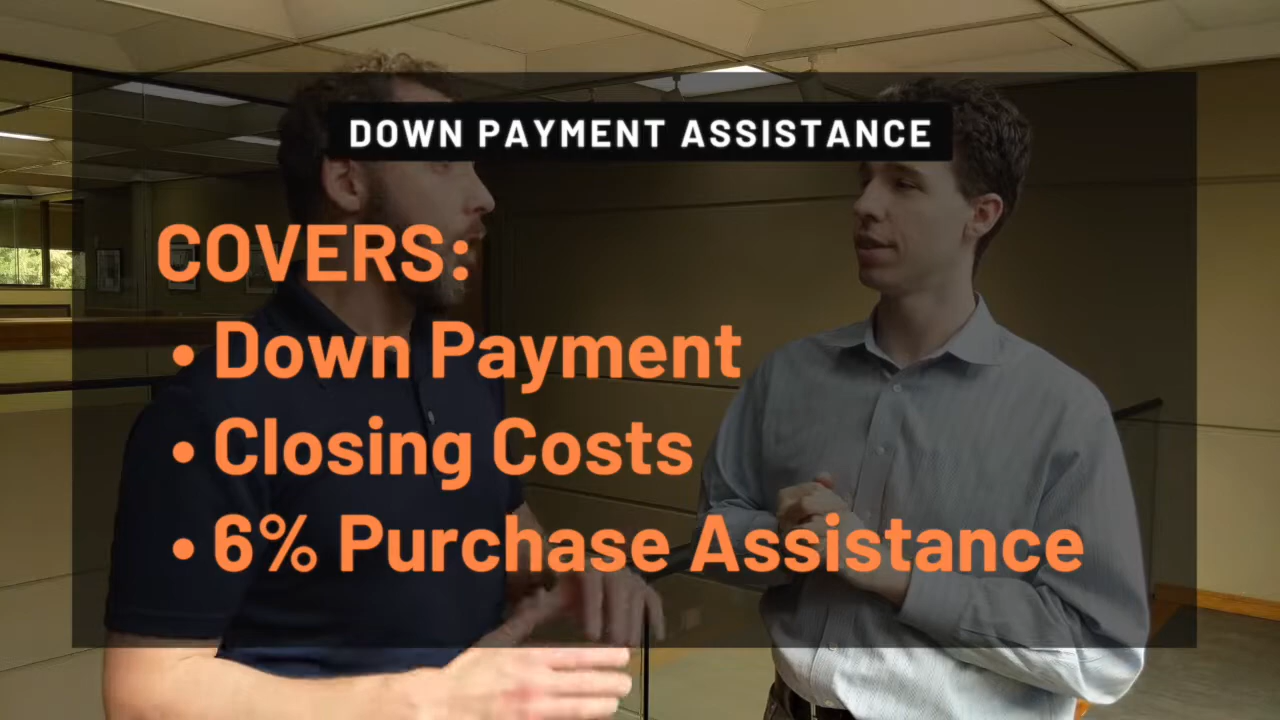 DOWN PAYMENT ASSISTANCE
COVERS:
• Down Payment
• Closing Costs
• 6% Purchase Assistance